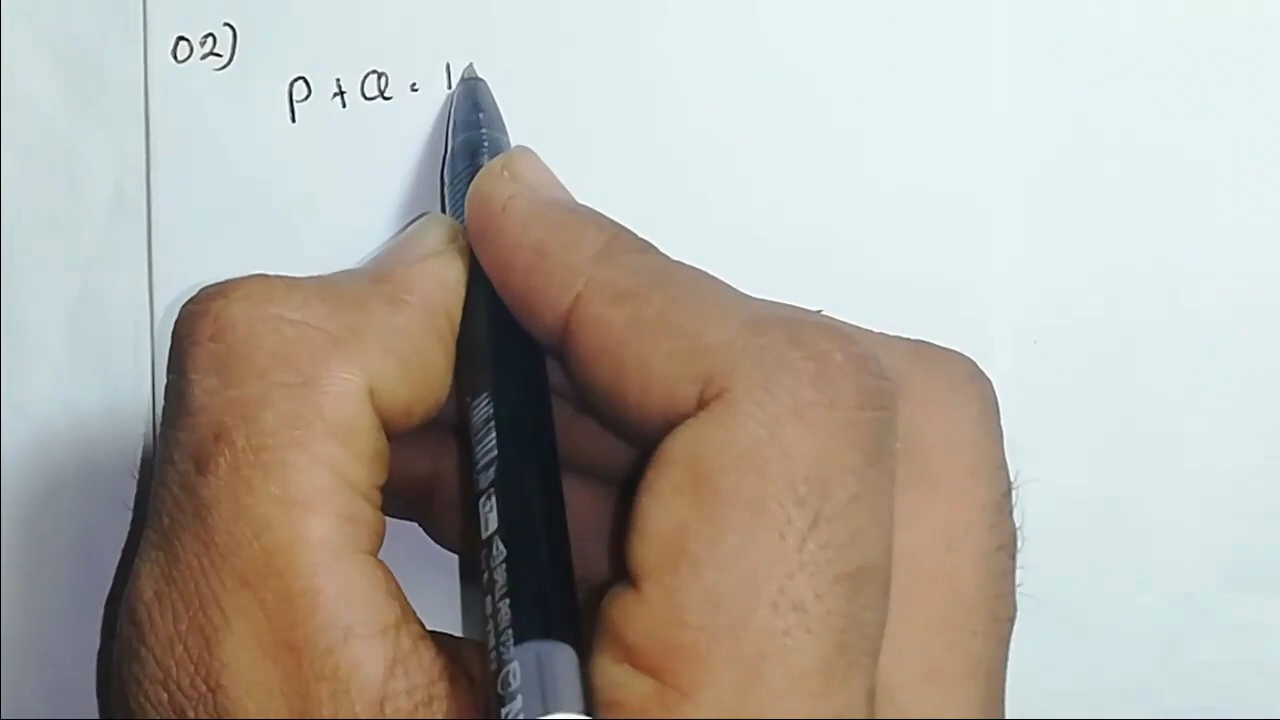 02)
P + Q = 1